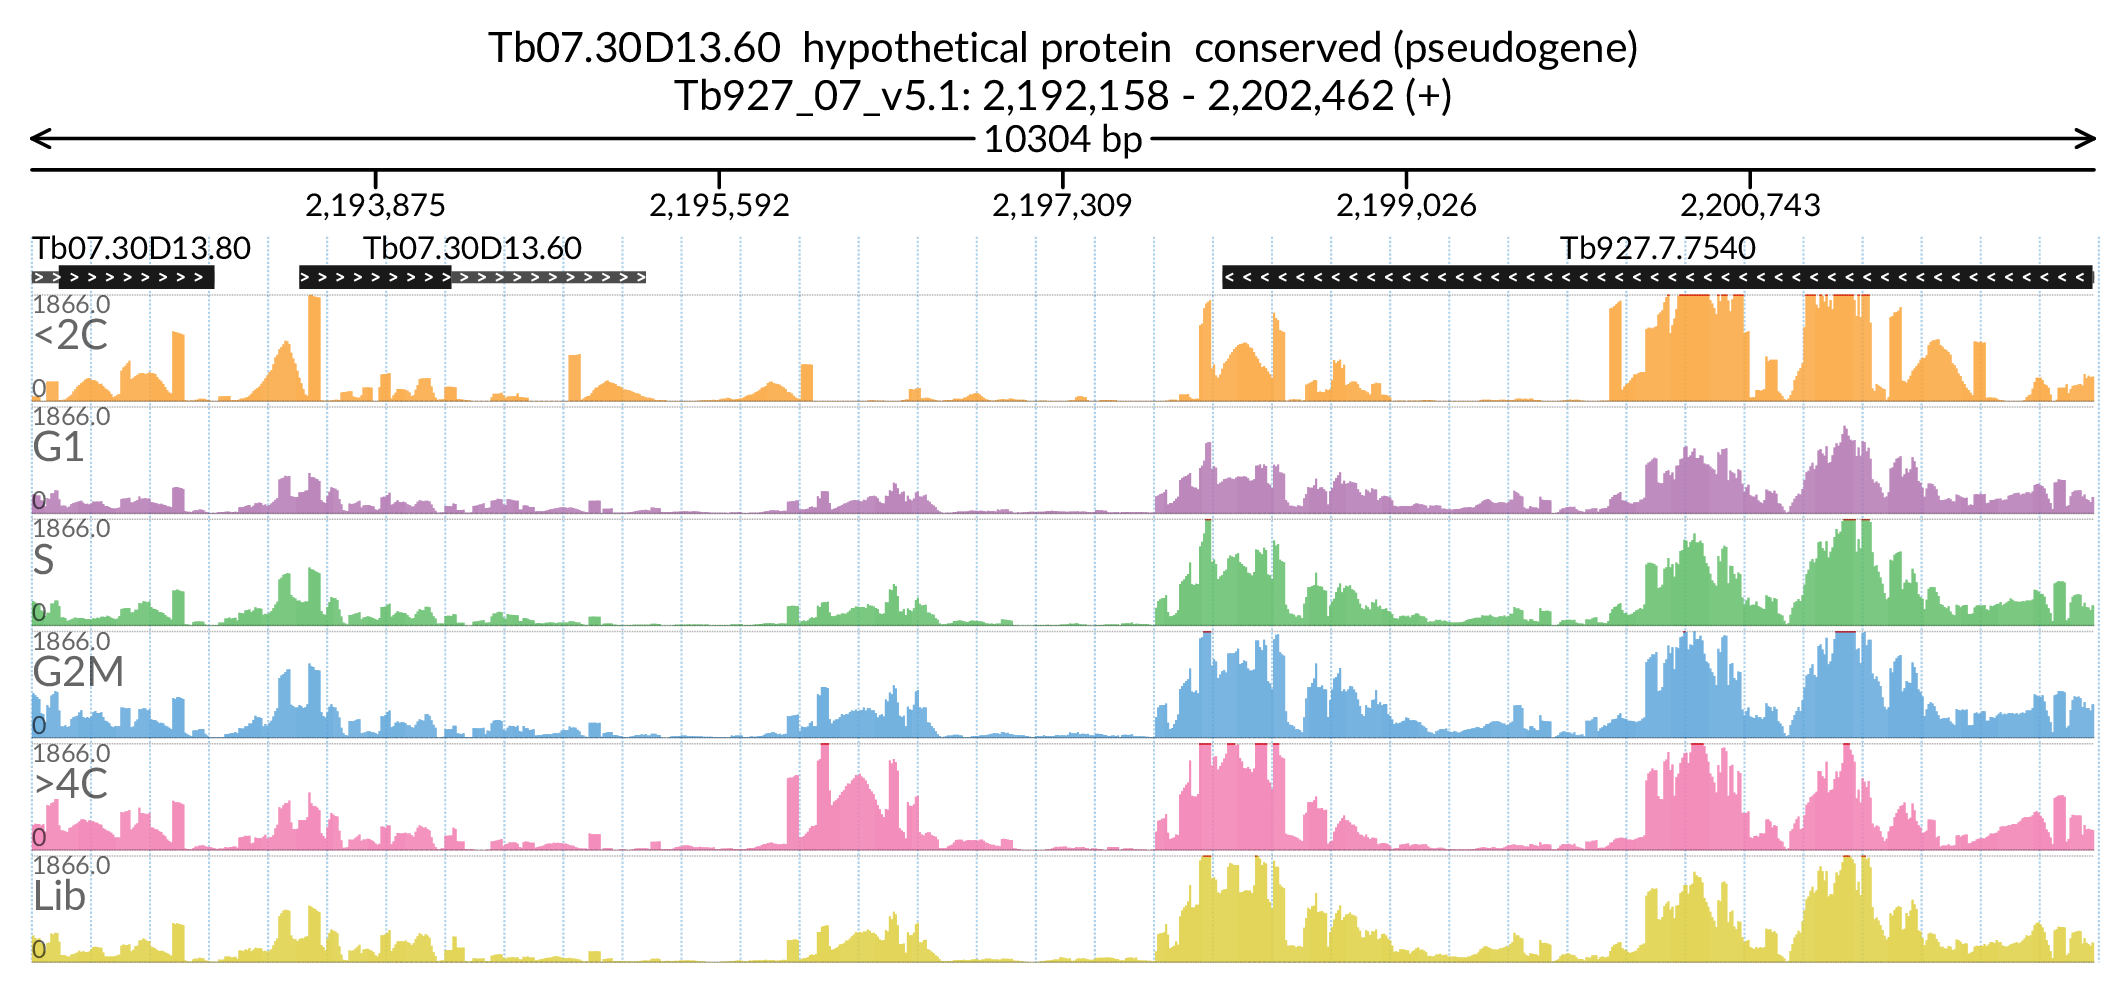 Tb07.30D13.60  hypothetical protein  conserved (pseudogene)
Tb927_07_v5.1: 2,192,158 - 2,202,462 (+)
10304 bp
2,193,875 2,195,592 2,197,309 2,199,026 2,200,743
Tb07.30D13.80 Tb07.30D13.60 Tb927.7.7540
1866.0
<2C
0
1866.0
G1
0
1866.0
S
0
1866.0
G2M
0
1866.0
>4C
0
1866.0
Lib
0